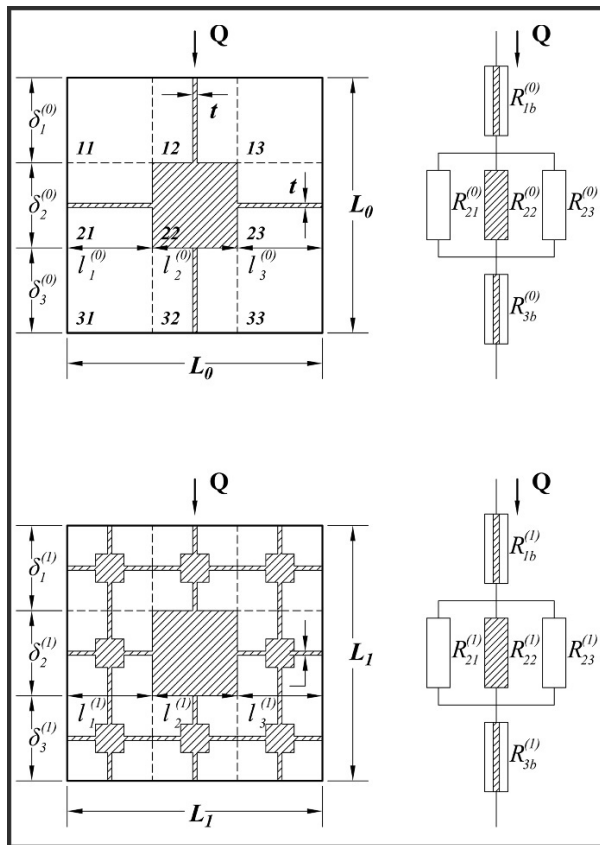 Q
Q
δ₁⁽⁰⁾
t
R₁b⁽⁰⁾
11 12 13
δ₂⁽⁰⁾
t
L₀
R₂₁⁽⁰⁾ R₂₂⁽⁰⁾ R₂₃⁽⁰⁾
21 22 23
l₁⁽⁰⁾ l₂⁽⁰⁾ l₃⁽⁰⁾
δ₃⁽⁰⁾
R₃b⁽⁰⁾
31 32 33
L₀
Q
Q
δ₁⁽¹⁾
R₁b⁽¹⁾
δ₂⁽¹⁾
L₁
R₂₁⁽¹⁾ R₂₂⁽¹⁾ R₂₃⁽¹⁾
l₁⁽¹⁾ l₂⁽¹⁾ l₃⁽¹⁾
δ₃⁽¹⁾
R₃b⁽¹⁾
L₁